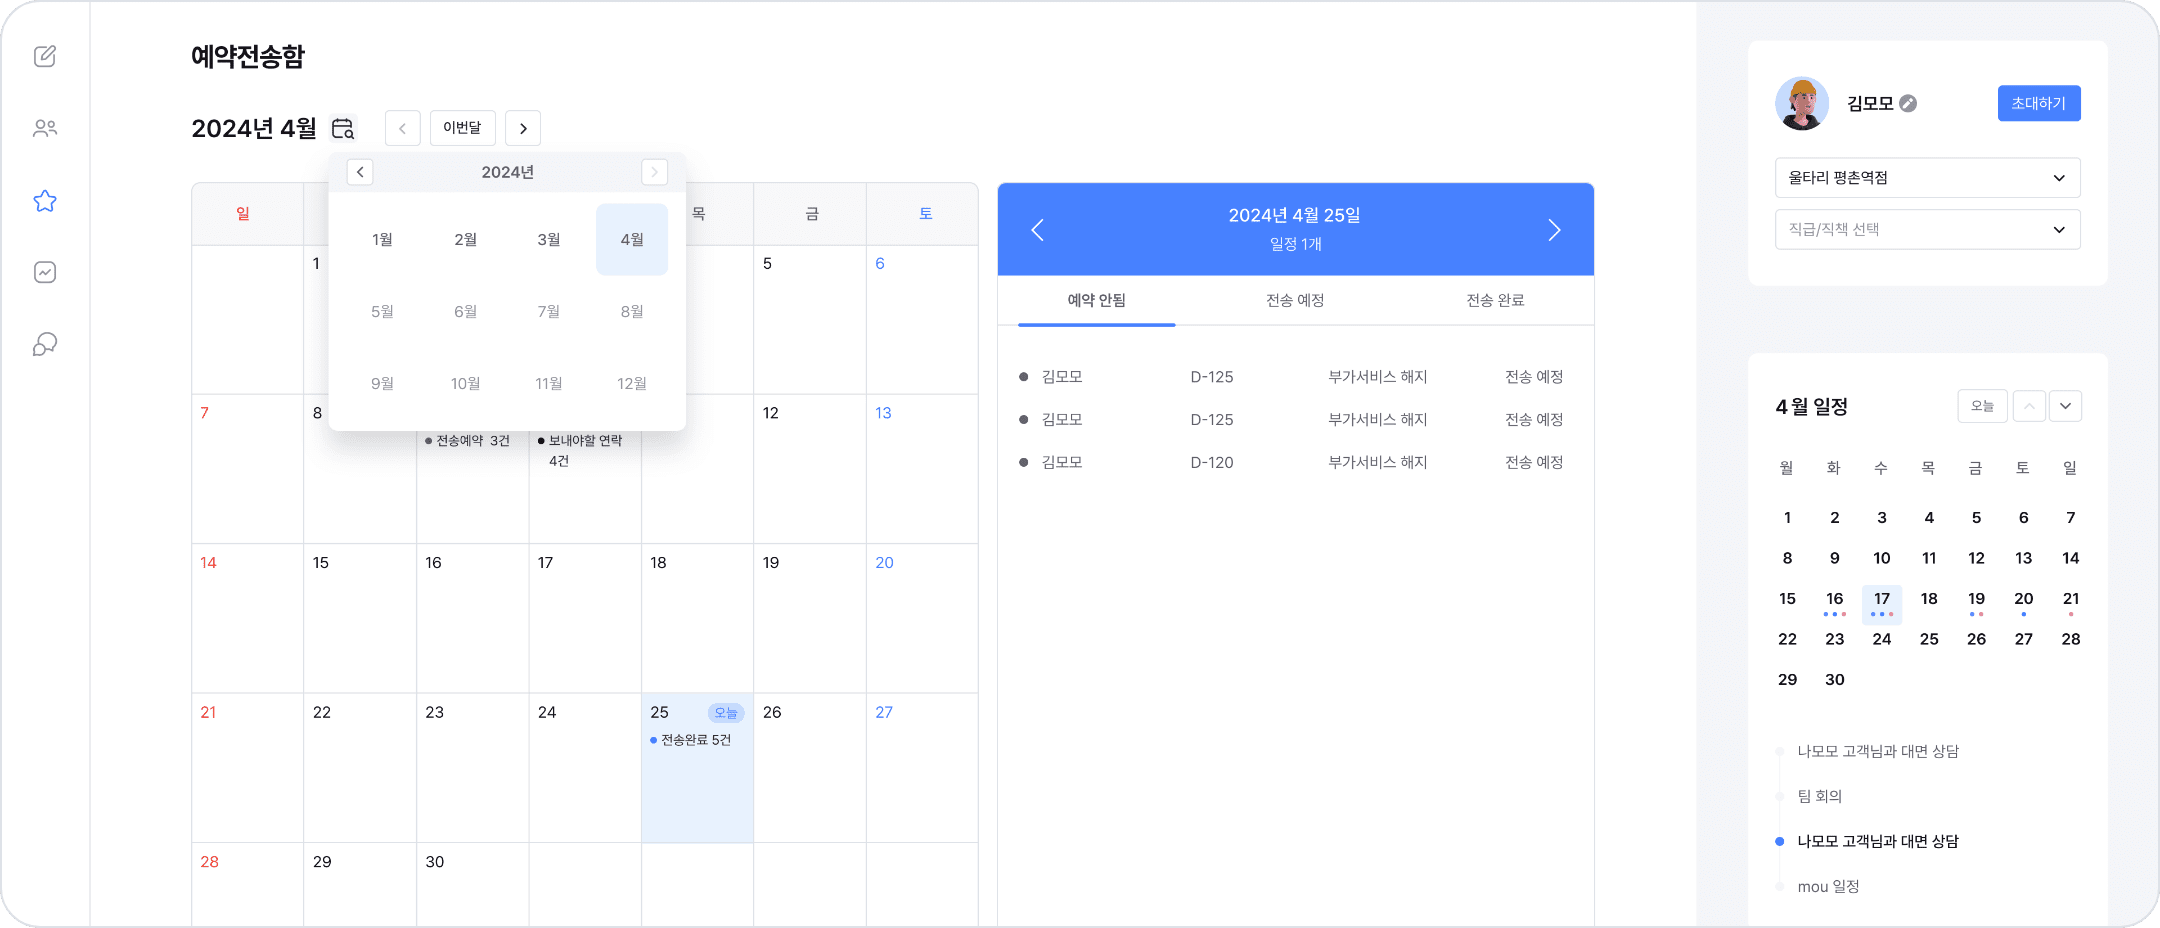 예약전송함
2024년 4월
이번달
2024년
1월 2월 3월 4월
5월 6월 7월 8월
9월 10월 11월 12월
일 목 금 토
1 5 6
7 8 12 13
전송예약 3건
보내야할 연락
4건
14 15 16 17 18 19 20
21 22 23 24 25 오늘 26 27
전송완료 5건
28 29 30
2024년 4월 25일
일정 1개
예약 안됨 전송 예정 전송 완료
김모모 D-125 부가서비스 해지 전송 예정
김모모 D-125 부가서비스 해지 전송 예정
김모모 D-120 부가서비스 해지 전송 예정
김모모
초대하기
울타리 평촌역점
직급/직책 선택
4월 일정
오늘
월 화 수 목 금 토 일
1 2 3 4 5 6 7
8 9 10 11 12 13 14
15 16 17 18 19 20 21
22 23 24 25 26 27 28
29 30
나모모 고객님과 대면 상담
팀 회의
나모모 고객님과 대면 상담
mou 일정